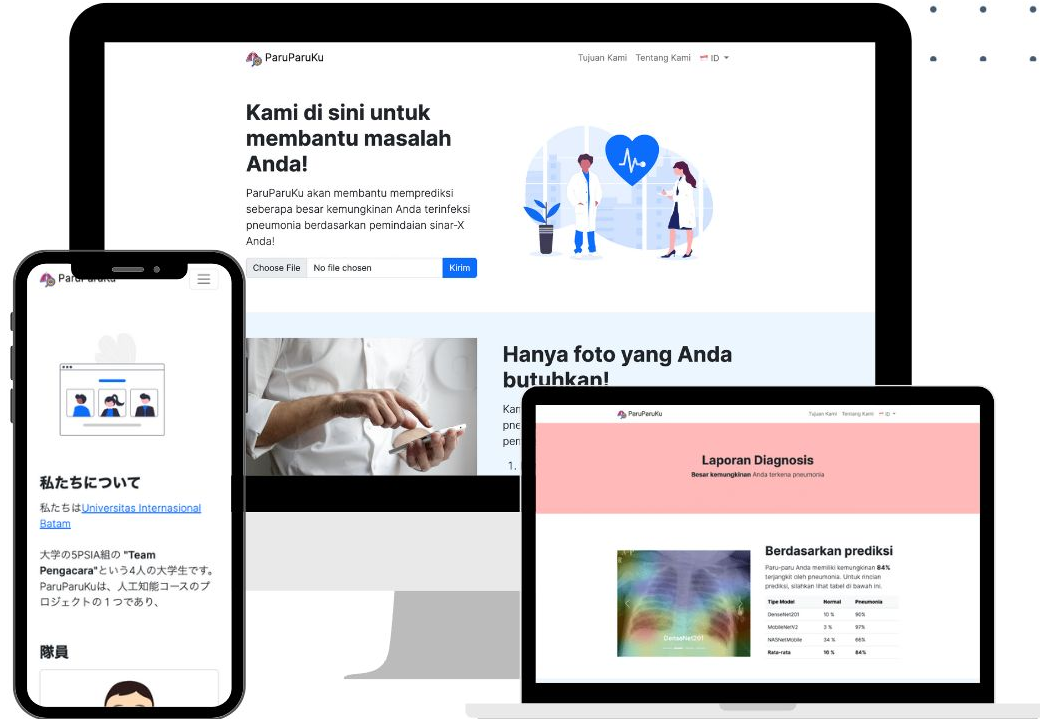 ParuParuKu
Tujuan Kami Tentang Kami ID
Kami di sini untuk
membantu masalah
Anda!
ParuParuKu akan membantu memprediksi
seberapa besar kemungkinan Anda terinfeksi
pneumonia berdasarkan pemindaian sinar-X
Anda!
Choose File No file chosen Kirim
Hanya foto yang Anda
butuhkan!
1.
ParuParuKu
私たちについて
私たちはUniversitas Internasional
Batam
大学の5PSIA組の "Team
Pengacara"という4人の大学生です。
ParuParuKuは、人工知能コースのプ
ロジェクトの１つであり、
隊員
ParuParuKu
Tujuan Kami Tentang Kami ID
Laporan Diagnosis
Besar kemungkinan Anda terkena pneumonia
DenseNet201
Berdasarkan prediksi
Paru-paru Anda memiliki kemungkinan 84%
terjangkit oleh pneumonia. Untuk rincian
prediksi, silahkan lihat tabel di bawah ini.
Tipe Model Normal Pneumonia
DenseNet201 10 % 90%
MobileNetV2 3 % 97%
NASNetMobile 34 % 66%
Rata-rata 16 % 84%